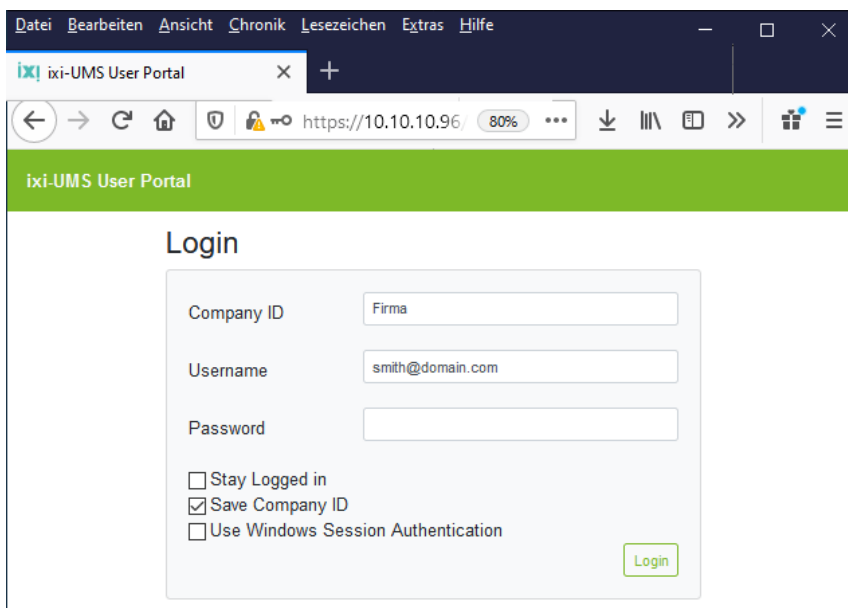 Datei Bearbeiten Ansicht Chronik Lesezeichen Extras Hilfe
ixi ixi-UMS User Portal
https://10.10.10.96/ 80%
ixi-UMS User Portal
Login
Company ID Firma
Username smith@domain.com
Password
Stay Logged in
Save Company ID
Use Windows Session Authentication
Login